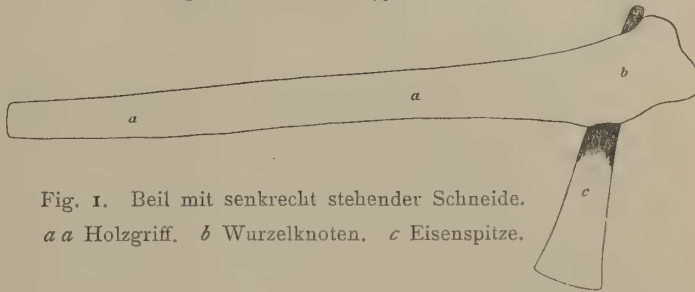 a
a
b
c
Fig. 1. Beil mit senkrecht stehender Schneide.
a a Holzgriff. b Wurzelknoten. c Eisenspitze.